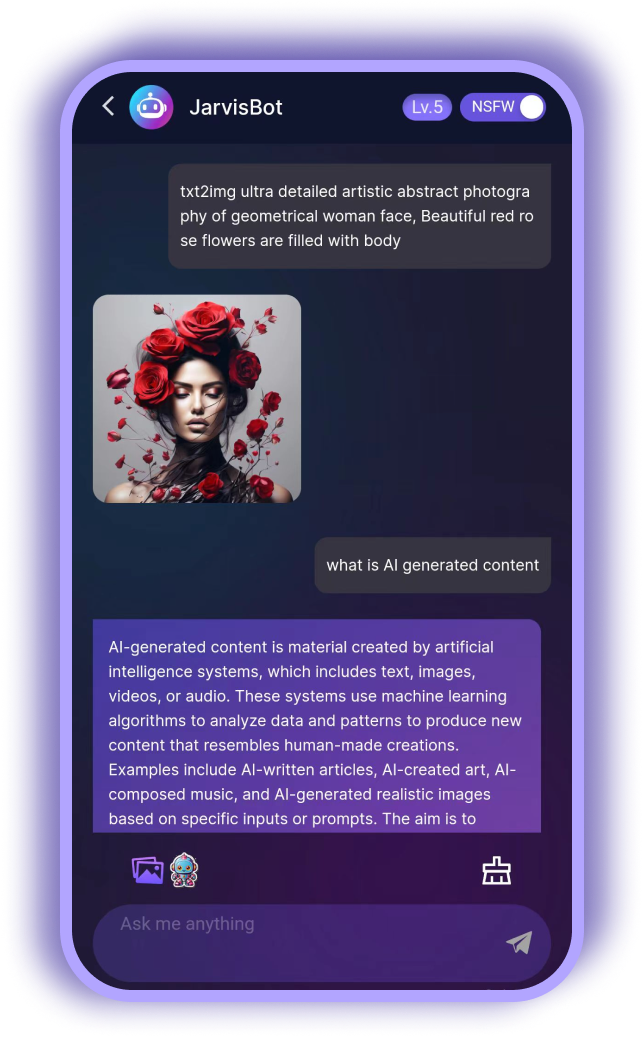 JarvisBot
Lv.5
NSFW
txt2img ultra detailed artistic abstract photogra
phy of geometrical woman face, Beautiful red ro
se flowers are filled with body
what is AI generated content
AI-generated content is material created by artificial
intelligence systems, which includes text, images,
videos, or audio. These systems use machine learning
algorithms to analyze data and patterns to produce new
content that resembles human-made creations.
Examples include AI-written articles, AI-created art, AI-
composed music, and AI-generated realistic images
based on specific inputs or prompts. The aim is to
Ask me anything